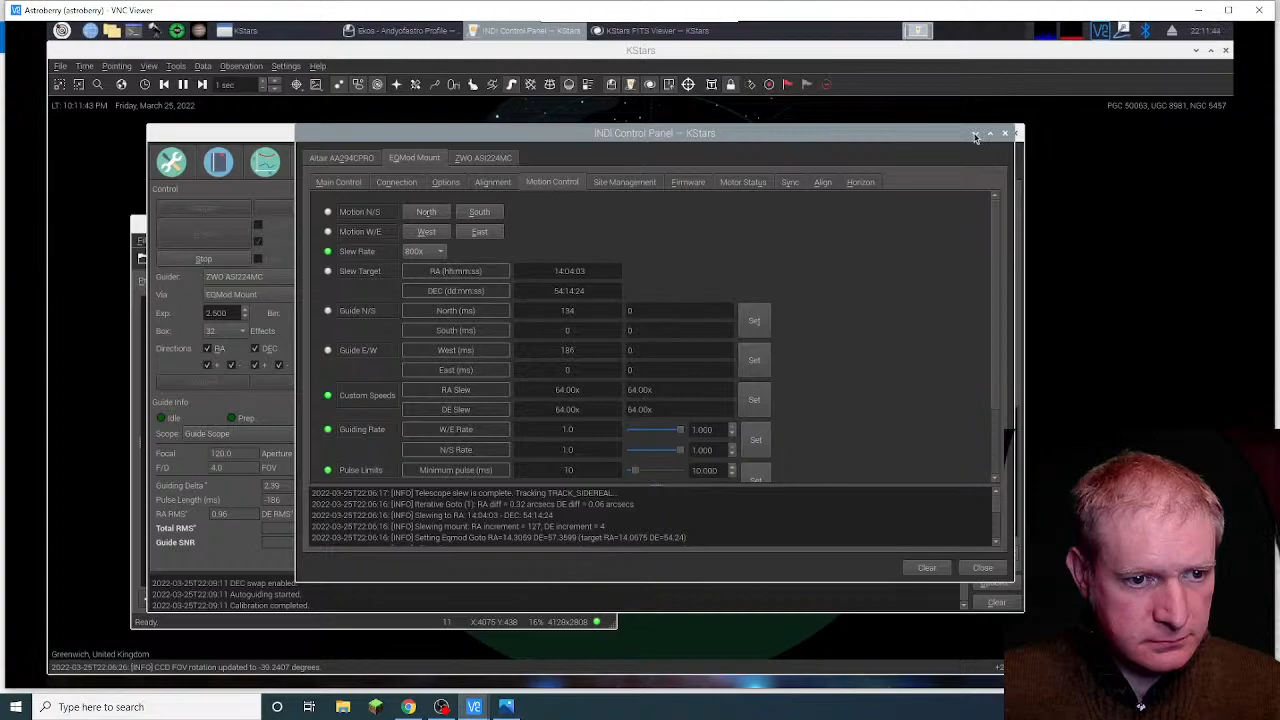 Astroberry (astroberry) - VNC Viewer
KStars
Ekos - Andyofastro Profile —...
INDI Control Panel — KStars
KStars FITS Viewer — KStars
22:11:44
KStars
File Time Pointing View Tools Data Observation Settings Help
1 sec
LT: 10:11:43 PM Friday, March 25, 2022
PGC 50063, UGC 8981, NGC 5457
INDI Control Panel — KStars
Altair AA294CPRO EQMod Mount ZWO ASI224MC
Main Control Connection Options Alignment Motion Control Site Management Firmware Motor Status Sync Align Horizon
Control
Stop
Guider: ZWO ASI224MC
Via EQMod Mount
Exp: 2.500 Bin:
Box: 32 Effects
Directions RA DEC
+ - +
Guide Info
Idle Prep
Scope: Guide Scope
Focal 120.0 Aperture
F/D 4.0 FOV
Guiding Delta " 2.39
Pulse Length (ms) -186
RA RMS" 0.96 DE RMS"
Total RMS"
Guide SNR
Motion N/S North South
Motion W/E West East
Slew Rate 800x
Slew Target RA (hh:mm:ss) 14:04:03
DEC (dd:mm:ss) 54:14:24
Guide N/S North (ms) 134 0 Set
South (ms) 0 0
Guide E/W West (ms) 186 0 Set
East (ms) 0 0
Custom Speeds RA Slew 64.00x 64.00x Set
DE Slew 64.00x 64.00x
Guiding Rate W/E Rate 1.0 1.000 Set
N/S Rate 1.0 1.000
Pulse Limits Minimum pulse (ms) 10 10.000 Set
2022-03-25T22:06:17: [INFO] Telescope slew is complete. Tracking TRACK_SIDEREAL...
2022-03-25T22:06:16: [INFO] Iterative Goto (1): RA diff = 0.32 arcsecs DE diff = 0.06 arcsecs
2022-03-25T22:06:16: [INFO] Slewing to RA: 14:04:03 - DEC: 54:14:24
2022-03-25T22:06:16: [INFO] Slewing mount: RA increment = 127, DE increment = 4
2022-03-25T22:06:16: [INFO] Setting Eqmod Goto RA=14.3059 DE=57.3599 (target RA=14.0675 DE=54.24)
Clear Close
2022-03-25T22:09:11 DEC swap enabled.
2022-03-25T22:09:11 Autoguiding started.
2022-03-25T22:09:11 Calibration completed.
Clear
Ready. 11 X:4075 Y:438 16% 4128x2808
Greenwich, United Kingdom
2022-03-25T22:06:26: [INFO] CCD FOV rotation updated to -39.2407 degrees.
Type here to search